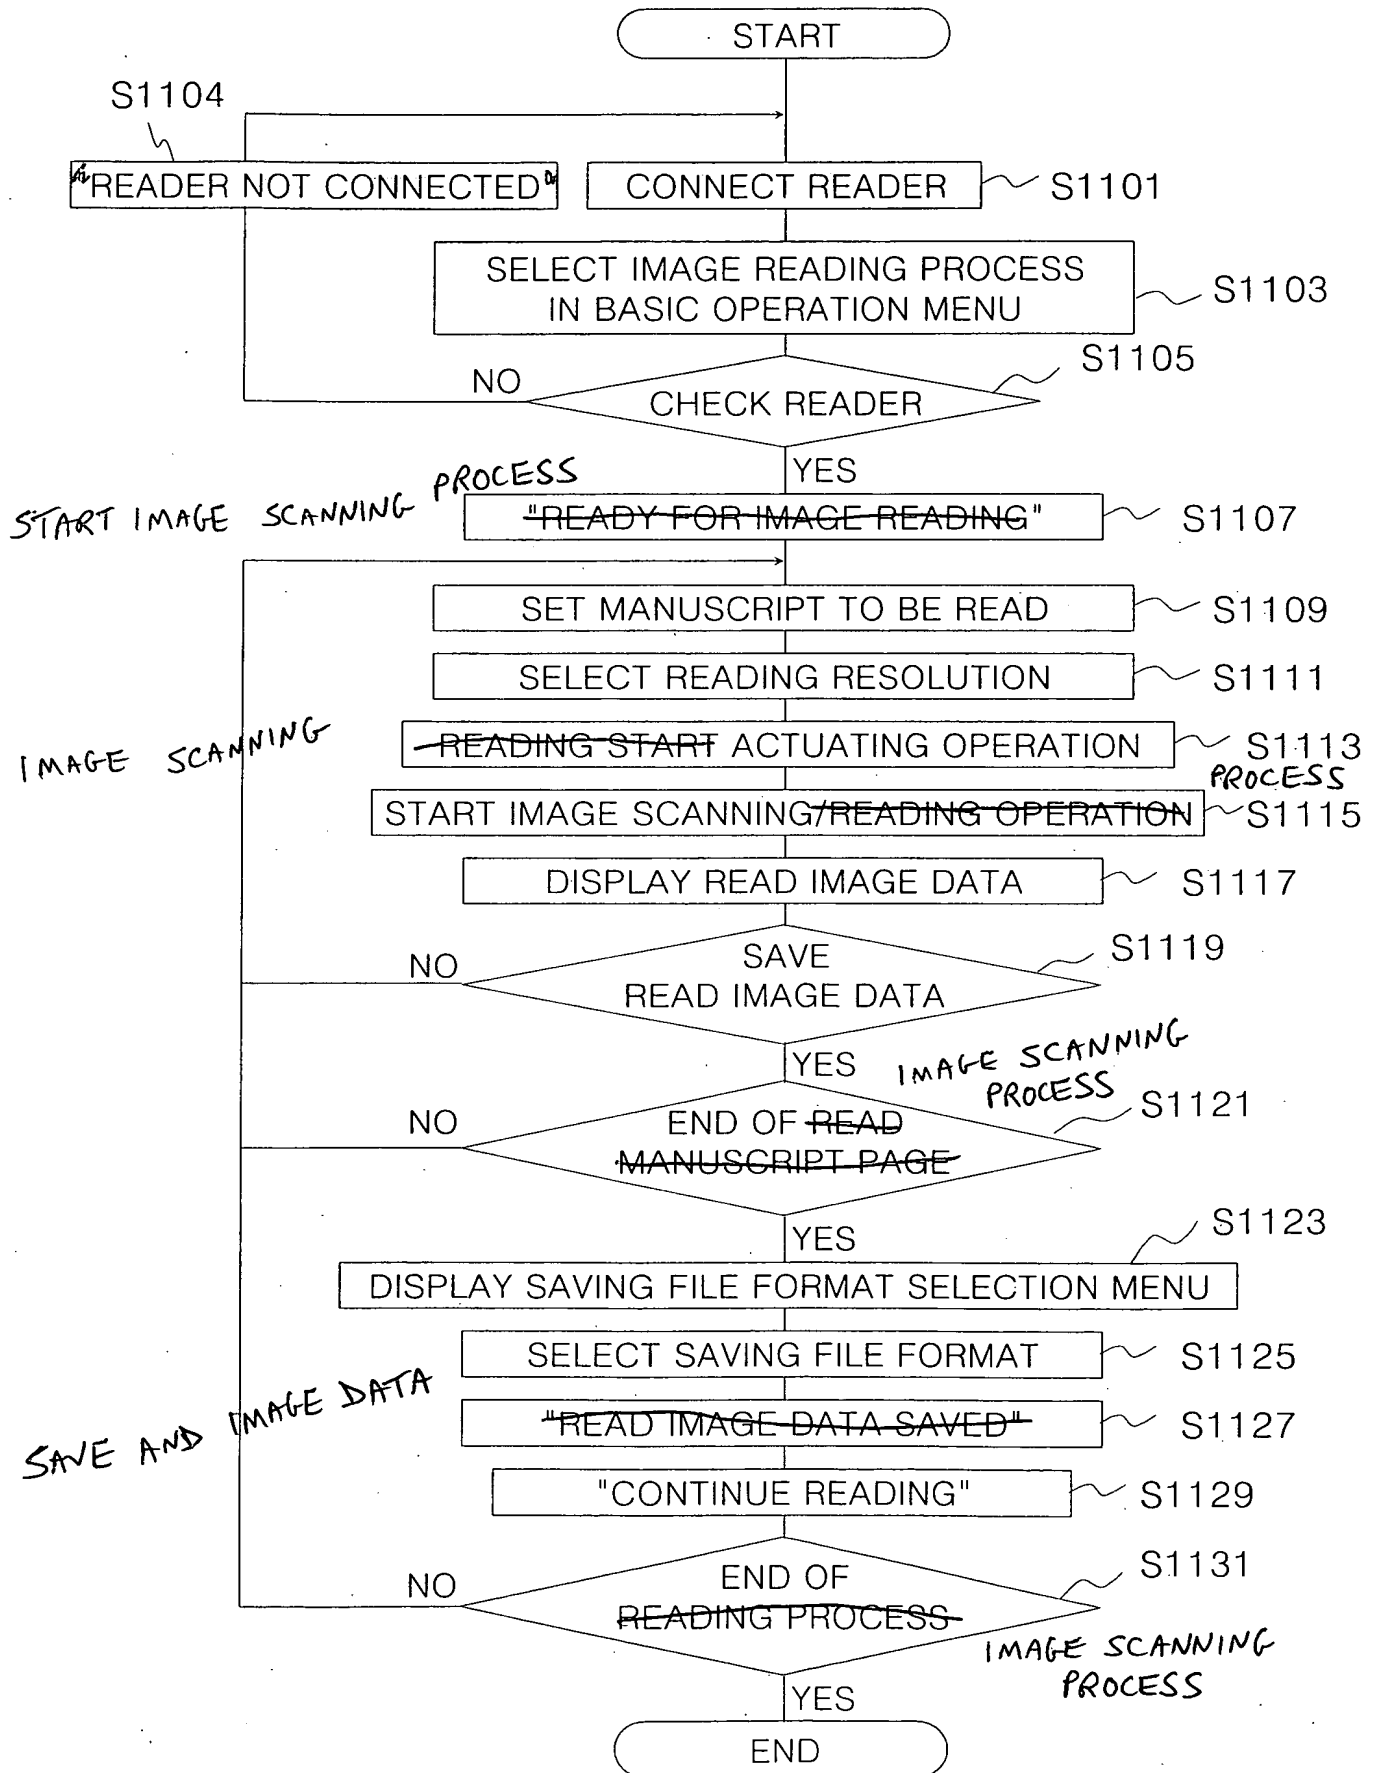 START
S1104
"READER NOT CONNECTED"
CONNECT READER
S1101
SELECT IMAGE READING PROCESS
IN BASIC OPERATION MENU
S1103
S1105
NO
CHECK READER
YES
START IMAGE SCANNING PROCESS
"READY FOR IMAGE READING"
S1107
SET MANUSCRIPT TO BE READ
S1109
SELECT READING RESOLUTION
S1111
IMAGE SCANNING
READING START ACTUATING OPERATION
S1113
PROCESS
START IMAGE SCANNING/READING OPERATION
S1115
DISPLAY READ IMAGE DATA
S1117
NO
SAVE
READ IMAGE DATA
S1119
YES
IMAGE SCANNING
PROCESS
NO
END OF READ
MANUSCRIPT PAGE
S1121
YES
S1123
DISPLAY SAVING FILE FORMAT SELECTION MENU
SELECT SAVING FILE FORMAT
S1125
SAVE AND IMAGE DATA
"READ IMAGE DATA SAVED"
S1127
"CONTINUE READING"
S1129
NO
END OF
READING PROCESS
S1131
IMAGE SCANNING
PROCESS
YES
END